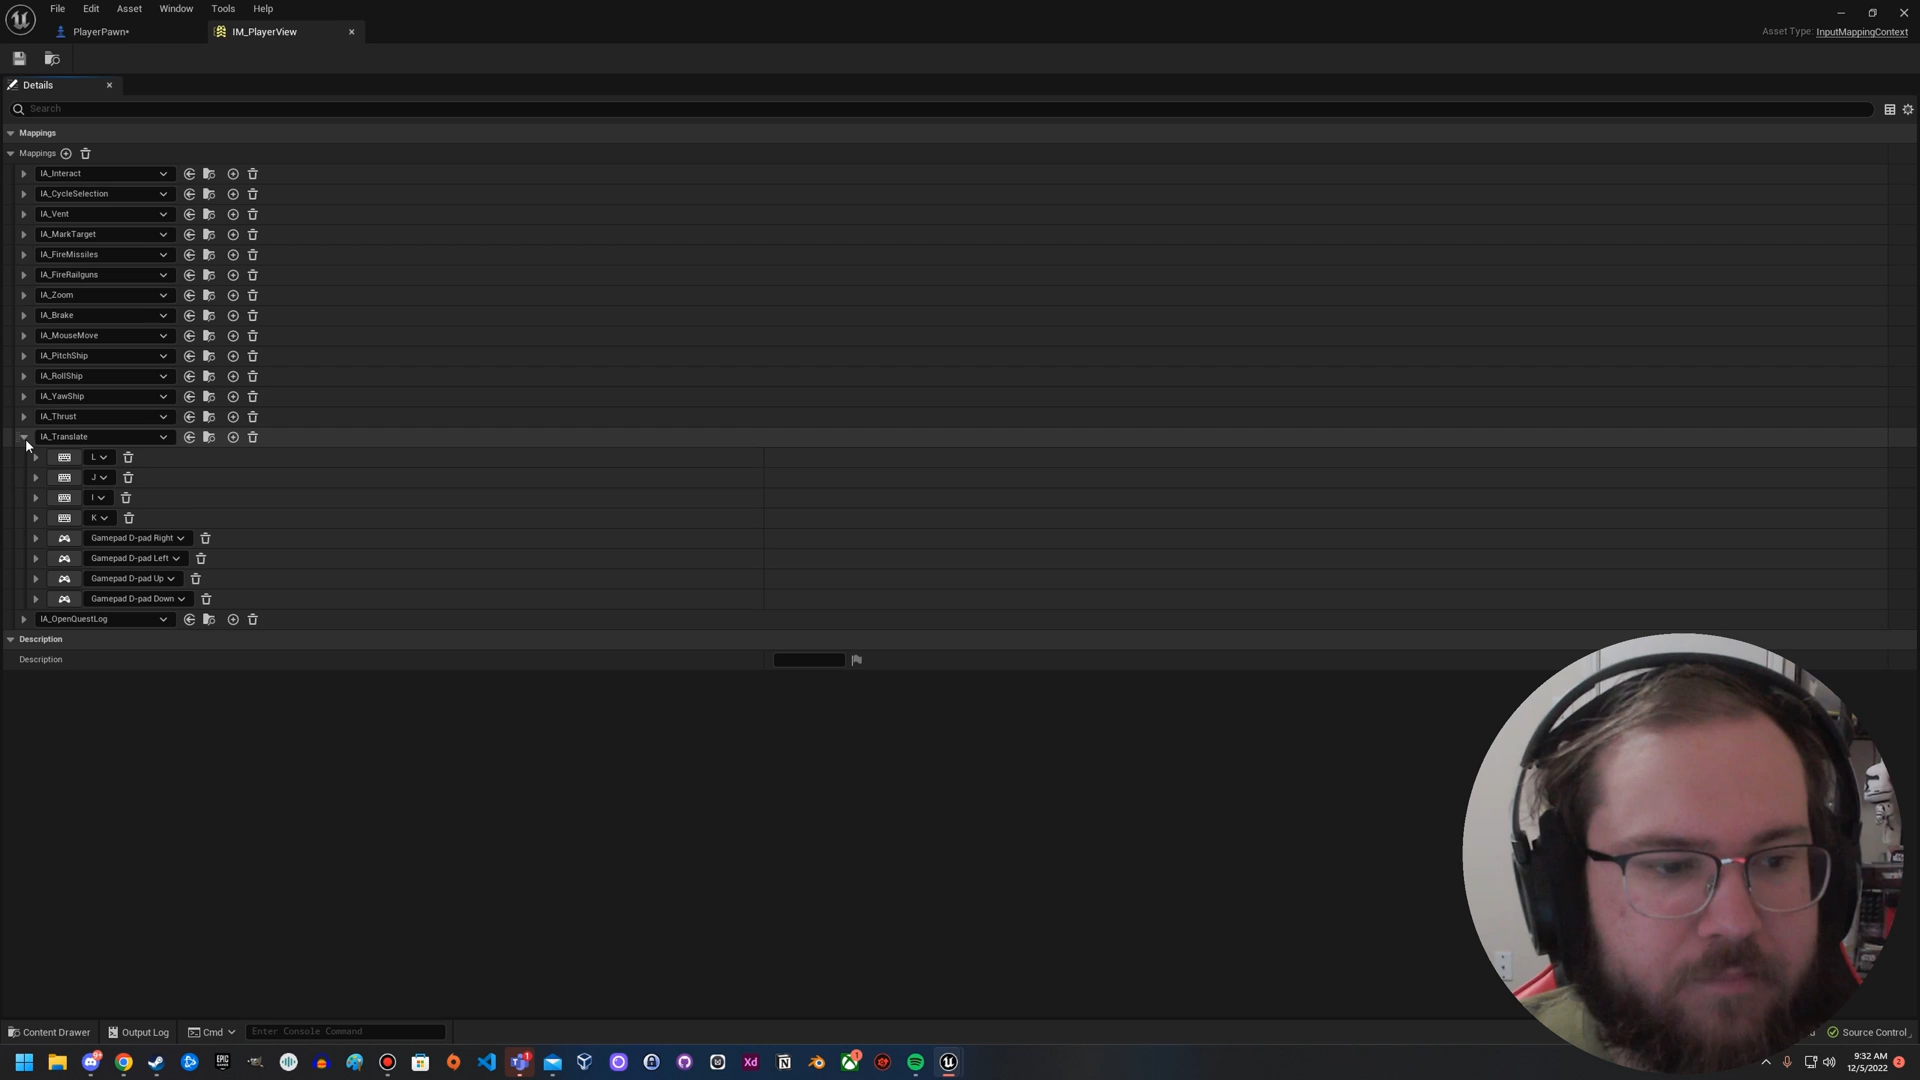 File Edit Asset Window Tools Help
PlayerPawn*
IM_PlayerView
Asset Type: InputMappingContext
Details
Search
Mappings
Mappings
IA_Interact
IA_CycleSelection
IA_Vent
IA_MarkTarget
IA_FireMissiles
IA_FireRailguns
IA_Zoom
IA_Brake
IA_MouseMove
IA_PitchShip
IA_RollShip
IA_YawShip
IA_Thrust
IA_Translate
L
J
I
K
Gamepad D-pad Right
Gamepad D-pad Left
Gamepad D-pad Up
Gamepad D-pad Down
IA_OpenQuestLog
Description
Description
Content Drawer Output Log Cmd Enter Console Command
Source Control
EPIC
Xd
9:32 AM
12/5/2022
2